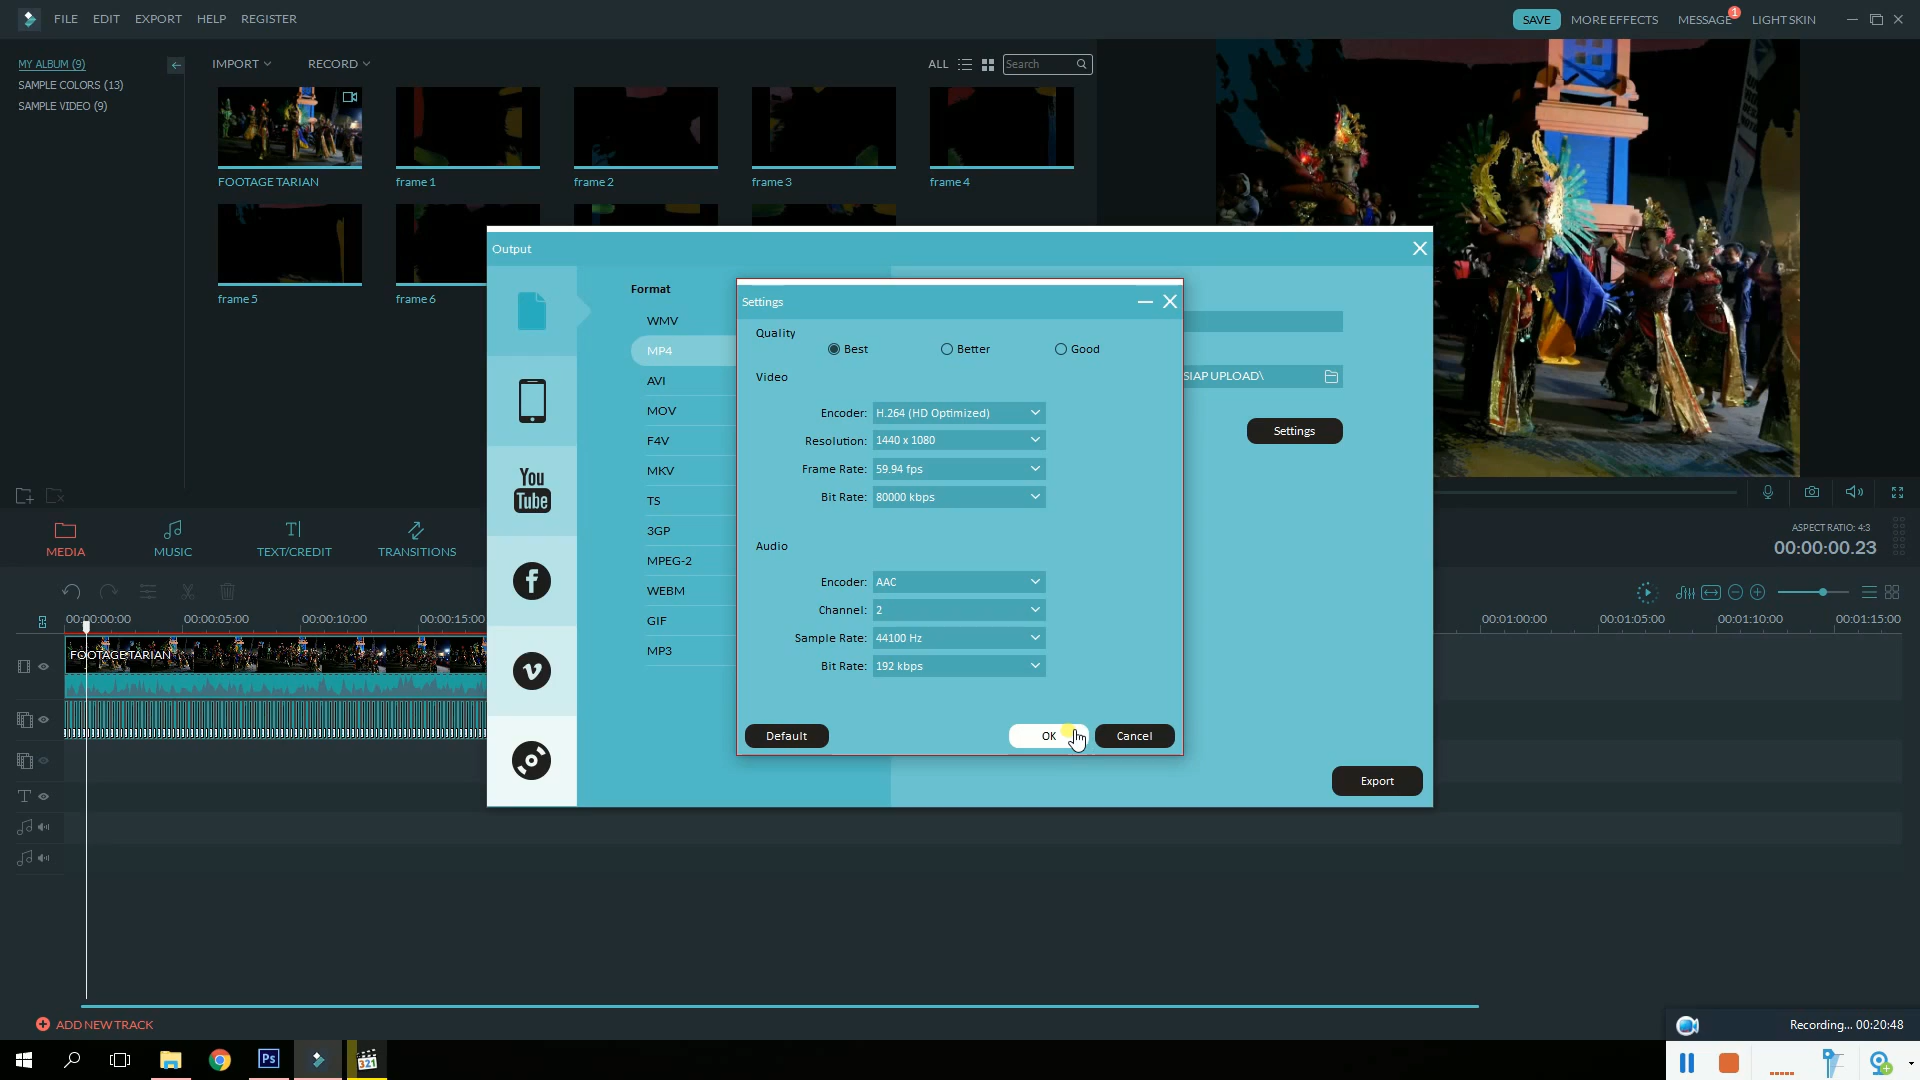 FILE EDIT EXPORT HELP REGISTER
SAVE MORE EFFECTS MESSAGE 1 LIGHT SKIN
MY ALBUM (9)
SAMPLE COLORS (13)
SAMPLE VIDEO (9)
IMPORT RECORD
ALL Search
FOOTAGE TARIAN frame 1 frame 2 frame 3 frame 4
frame 5 frame 6
Output
Format
WMV
MP4
AVI
MOV
F4V
MKV
TS
3GP
MPEG-2
WEBM
GIF
MP3
You
Tube
SIAP UPLOAD\
Settings
Export
Settings
Quality
Best Better Good
Video
Encoder: H.264 (HD Optimized)
Resolution: 1440 x 1080
Frame Rate: 59.94 fps
Bit Rate: 80000 kbps
Audio
Encoder: AAC
Channel: 2
Sample Rate: 44100 Hz
Bit Rate: 192 kbps
Default OK Cancel
MEDIA MUSIC TEXT/CREDIT TRANSITIONS
ASPECT RATIO: 4:3
00:00:00.23
00:00:00:00 00:00:05:00 00:00:10:00 00:00:15:00 00:01:00:00 00:01:05:00 00:01:10:00 00:01:15:00
FOOTAGE TARIAN
ADD NEW TRACK
Recording... 00:20:48
Ps
321